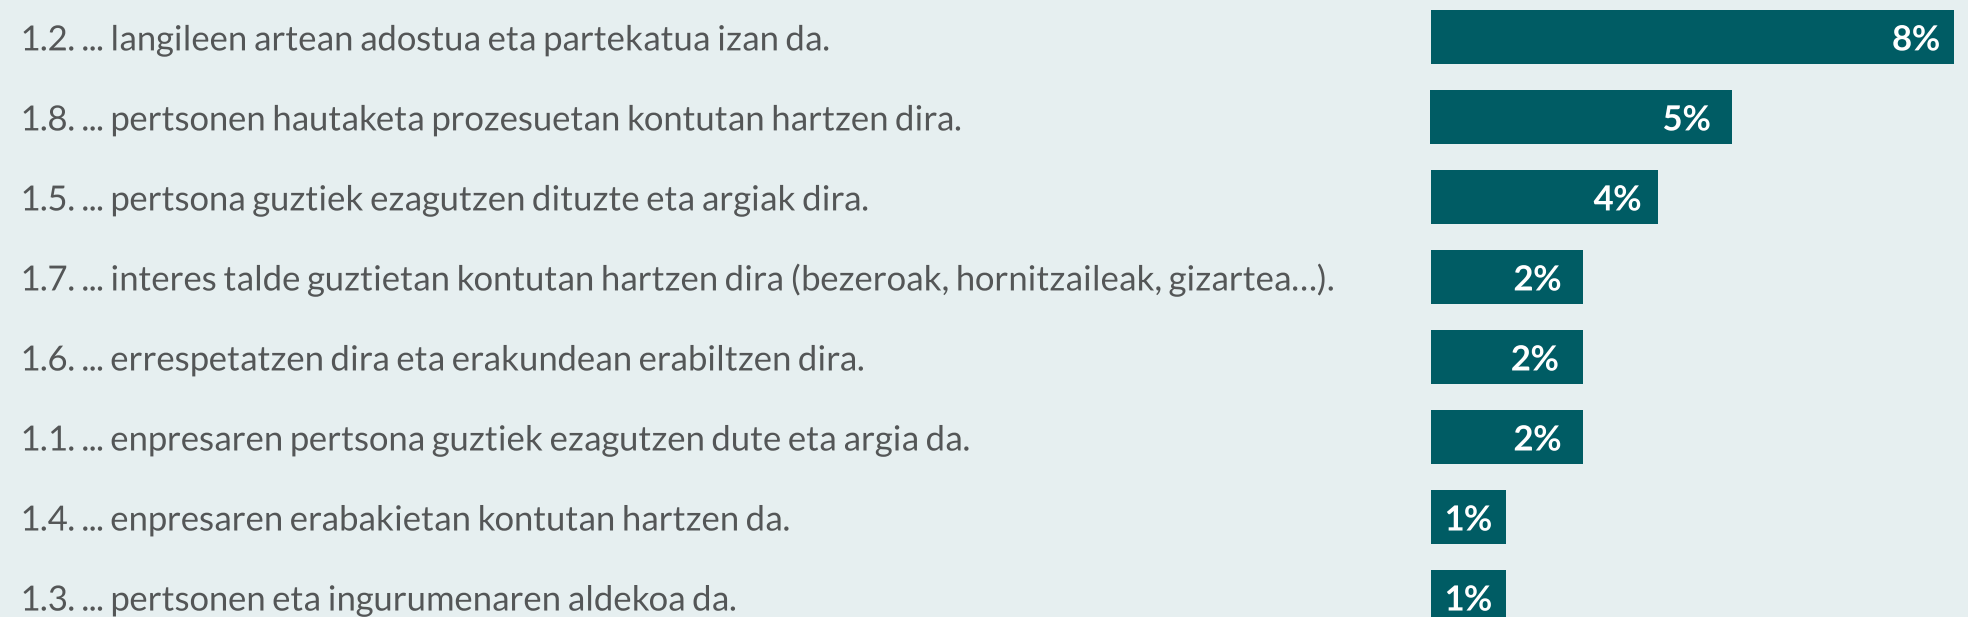 1.2. ... langileen artean adostua eta partekatua izan da. 8%
1.8. ... pertsonen hautaketa prozesuetan kontutan hartzen dira. 5%
1.5. ... pertsona guztiek ezagutzen dituzte eta argiak dira. 4%
1.7. ... interes talde guztietan kontutan hartzen dira (bezeroak, hornitzaileak, gizartea...). 2%
1.6. ... errespetatzen dira eta erakundean erabiltzen dira. 2%
1.1. ... enpresaren pertsona guztiek ezagutzen dute eta argia da. 2%
1.4. ... enpresaren erabakietan kontutan hartzen da. 1%
1.3. ... pertsonen eta ingurumenaren aldekoa da. 1%